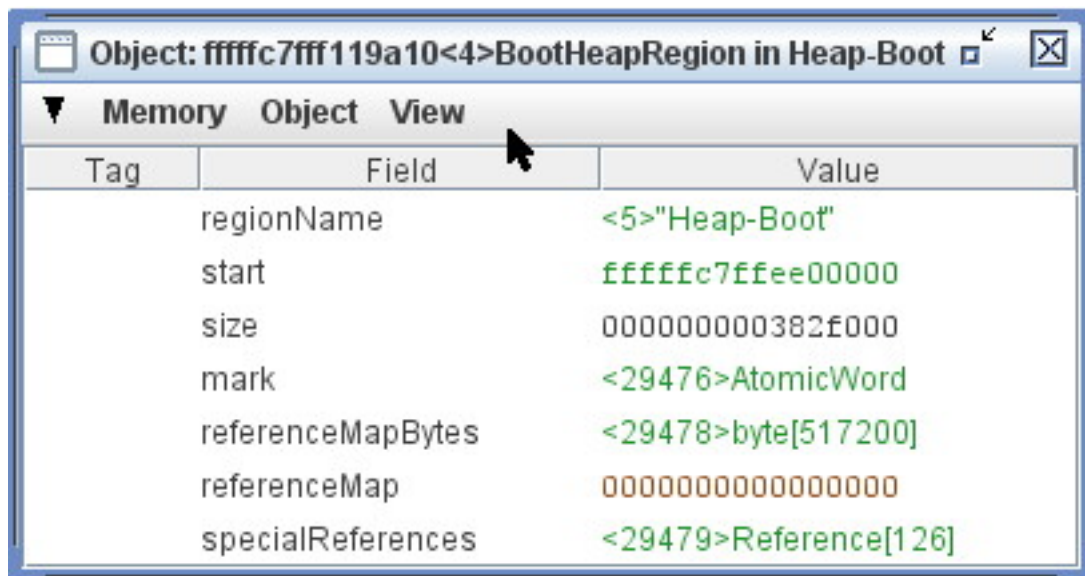 Object: fffffc7fff119a10<4>BootHeapRegion in Heap-Boot
Memory Object View
Tag Field Value
regionName <5>"Heap-Boot"
start fffffc7ffee00000
size 000000000382f000
mark <29476>AtomicWord
referenceMapBytes <29478>byte[517200]
referenceMap 0000000000000000
specialReferences <29479>Reference[126]